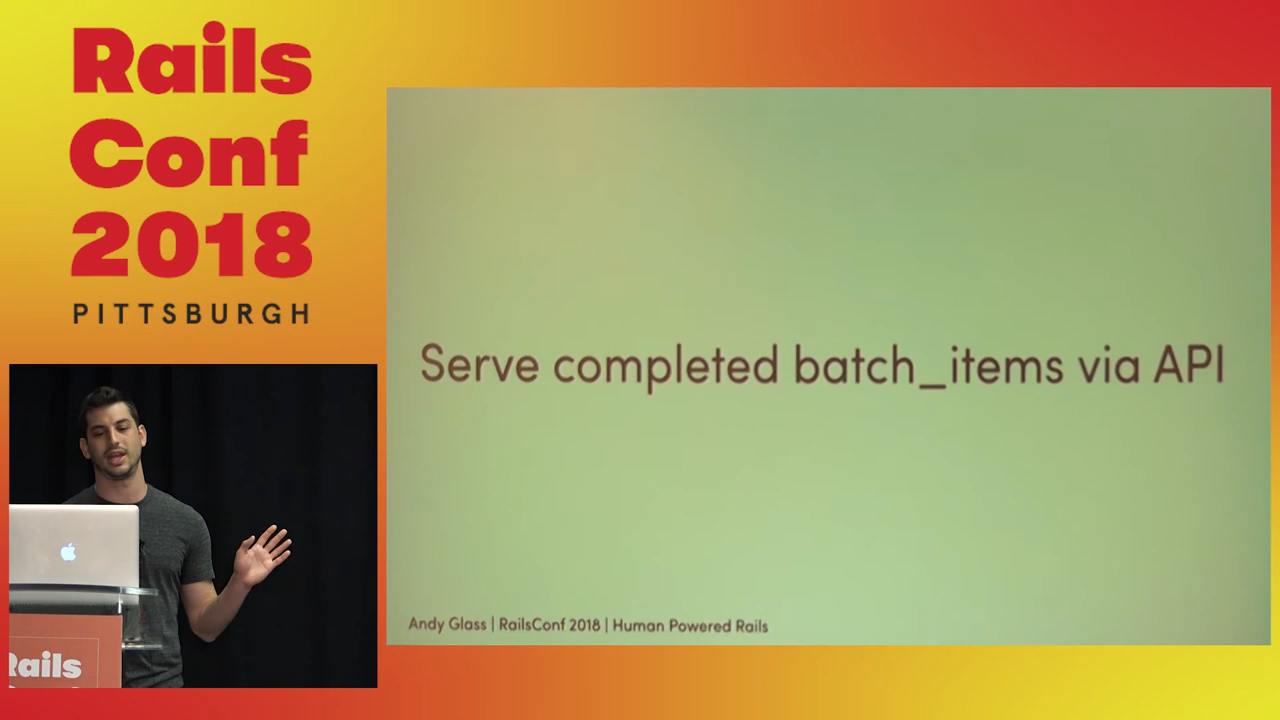 Rails
Conf
2018
PITTSBURGH
Serve completed batch_items via API
Andy Glass | RailsConf 2018 | Human Powered Rails
Rails